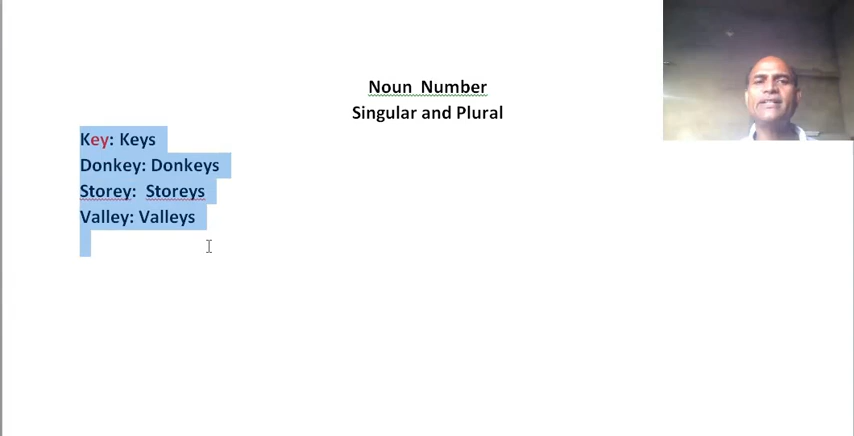 Noun Number
Singular and Plural
Key: Keys
Donkey: Donkeys
Storey: Storeys
Valley: Valleys